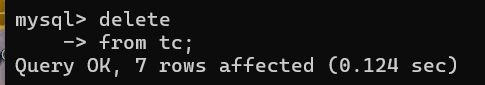 mysql> delete
    -> from tc;
Query OK, 7 rows affected (0.124 sec)